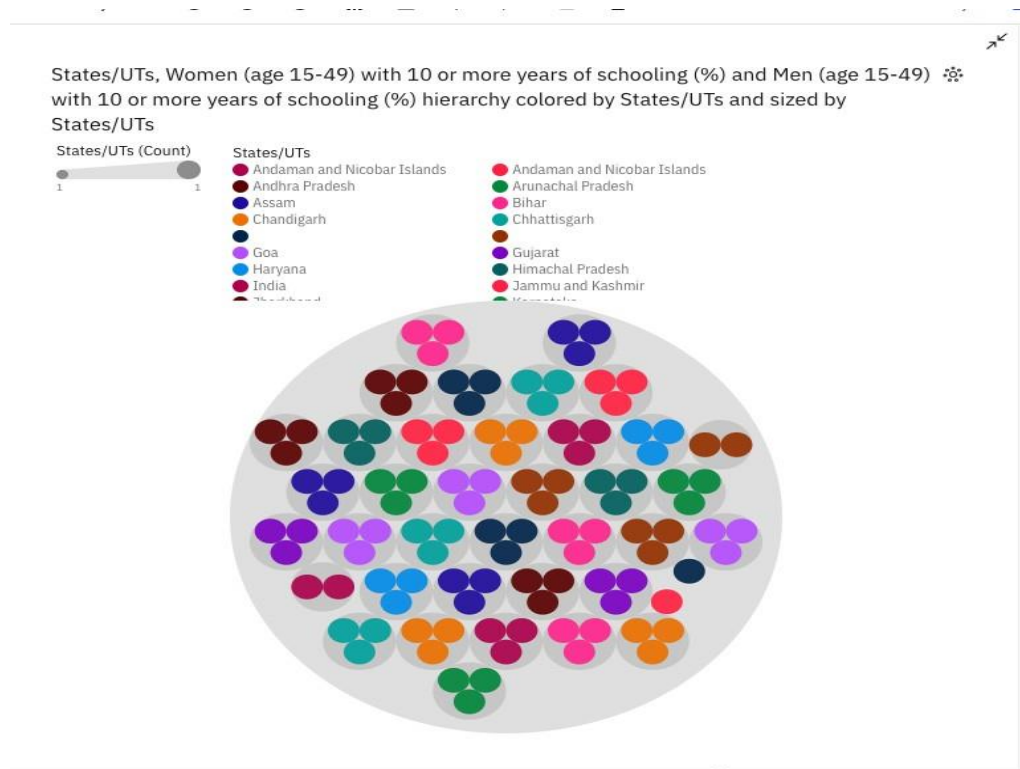 States/UTs, Women (age 15-49) with 10 or more years of schooling (%) and Men (age 15-49)
with 10 or more years of schooling (%) hierarchy colored by States/UTs and sized by
States/UTs
States/UTs (Count)
1 1
States/UTs
Andaman and Nicobar Islands Andaman and Nicobar Islands
Andhra Pradesh Arunachal Pradesh
Assam Bihar
Chandigarh Chhattisgarh
Goa Gujarat
Haryana Himachal Pradesh
India Jammu and Kashmir